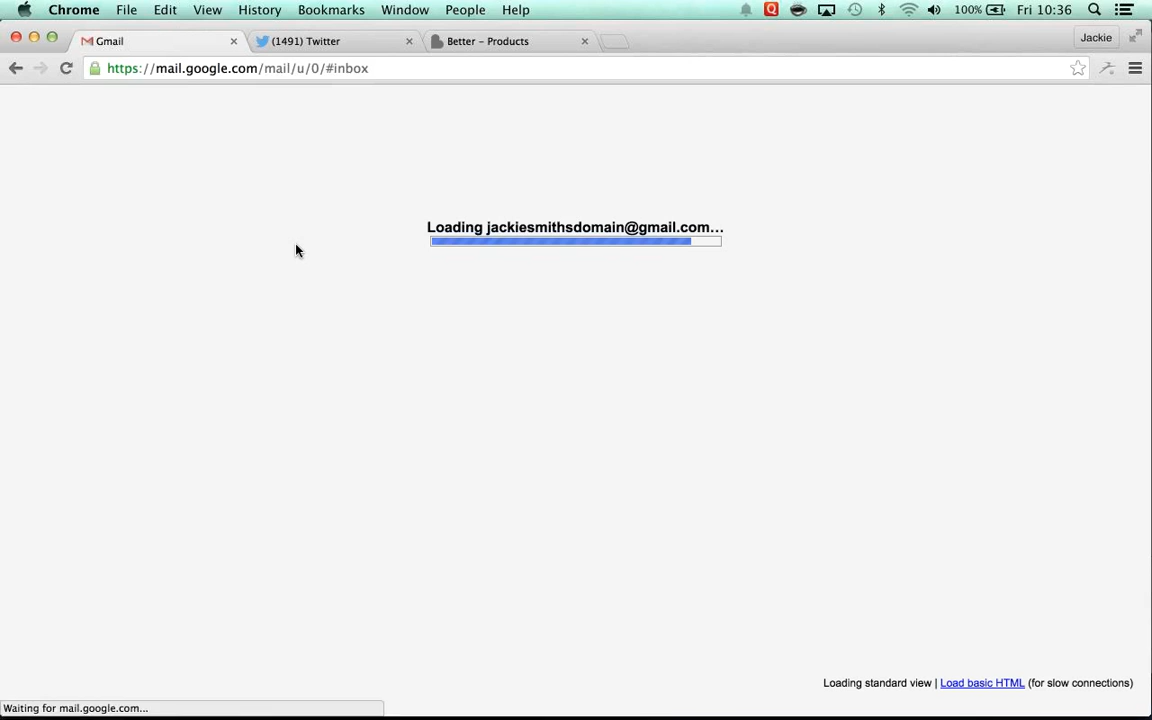 Chrome File Edit View History Bookmarks Window People Help 100% Fri 10:36
Gmail (1491) Twitter Better – Products Jackie
https://mail.google.com/mail/u/0/#inbox
Loading jackiesmithsdomain@gmail.com...
Loading standard view | Load basic HTML (for slow connections)
Waiting for mail.google.com...